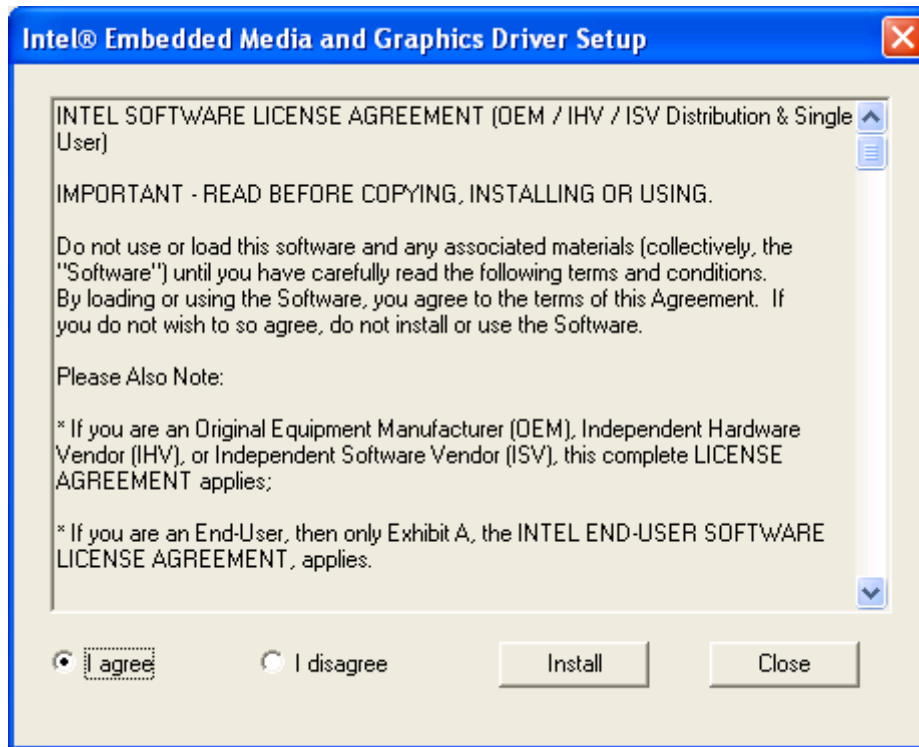 Intel® Embedded Media and Graphics Driver Setup
INTEL SOFTWARE LICENSE AGREEMENT (OEM / IHV / ISV Distribution & Single
User)
IMPORTANT - READ BEFORE COPYING, INSTALLING OR USING.
Do not use or load this software and any associated materials (collectively, the
"Software") until you have carefully read the following terms and conditions.
By loading or using the Software, you agree to the terms of this Agreement.  If
you do not wish to so agree, do not install or use the Software.
Please Also Note:
* If you are an Original Equipment Manufacturer (OEM), Independent Hardware
Vendor (IHV), or Independent Software Vendor (ISV), this complete LICENSE
AGREEMENT applies;
* If you are an End-User, then only Exhibit A, the INTEL END-USER SOFTWARE
LICENSE AGREEMENT, applies.
I agree I disagree Install Close